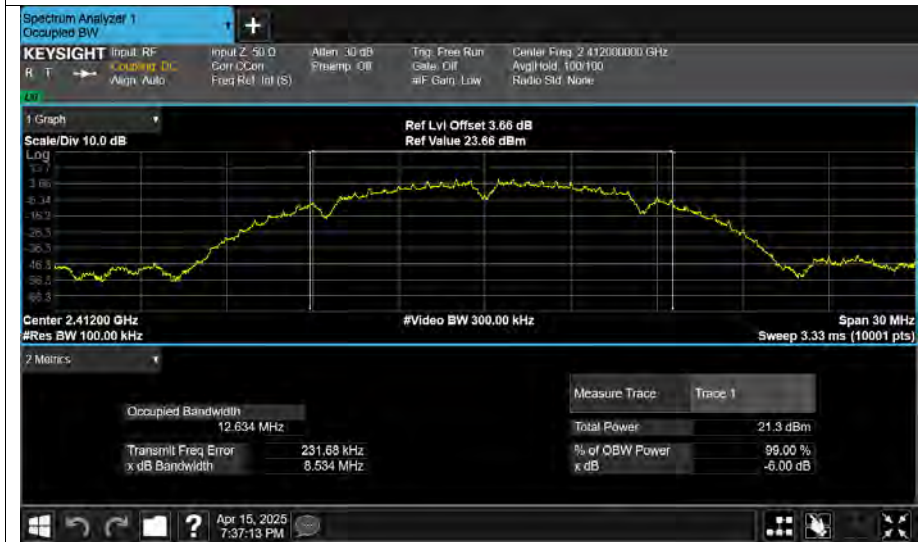 Spectrum Analyzer 1
Occupied BW
+
KEYSIGHT Input: RF Input Z: 50 Ω Atten: 30 dB Trig: Free Run Center Freq: 2.412000000 GHz
R T Coupling: DC Corr CCorr Preamp: Off Gate: Off Avg|Hold: 100/100
Align: Auto Freq Ref: Int (S) #IF Gain: Low Radio Std: None
1 Graph
Ref Lvl Offset 3.66 dB
Scale/Div 10.0 dB Ref Value 23.66 dBm
Log
13.7
3.66
-6.34
-16.3
-26.3
-36.3
-46.3
-56.3
-66.3
Center 2.41200 GHz #Video BW 300.00 kHz Span 30 MHz
#Res BW 100.00 kHz Sweep 3.33 ms (10001 pts)
2 Metrics
Measure Trace Trace 1
Occupied Bandwidth
12.634 MHz Total Power 21.3 dBm
Transmit Freq Error 231.68 kHz % of OBW Power 99.00 %
x dB Bandwidth 8.534 MHz x dB -6.00 dB
? Apr 15, 2025
7:37:13 PM